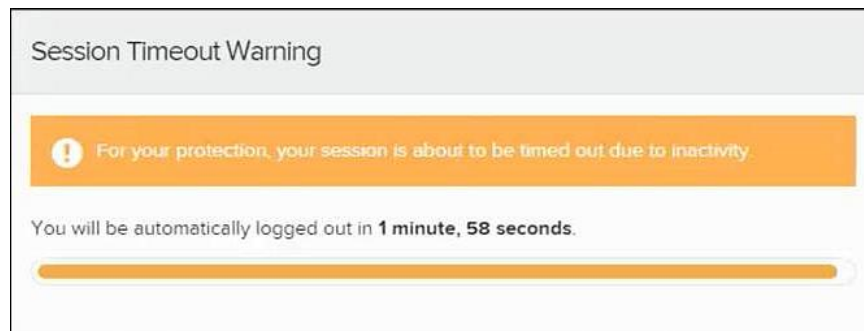 Session Timeout Warning
For your protection, your session is about to be timed out due to inactivity.
You will be automatically logged out in 1 minute, 58 seconds.